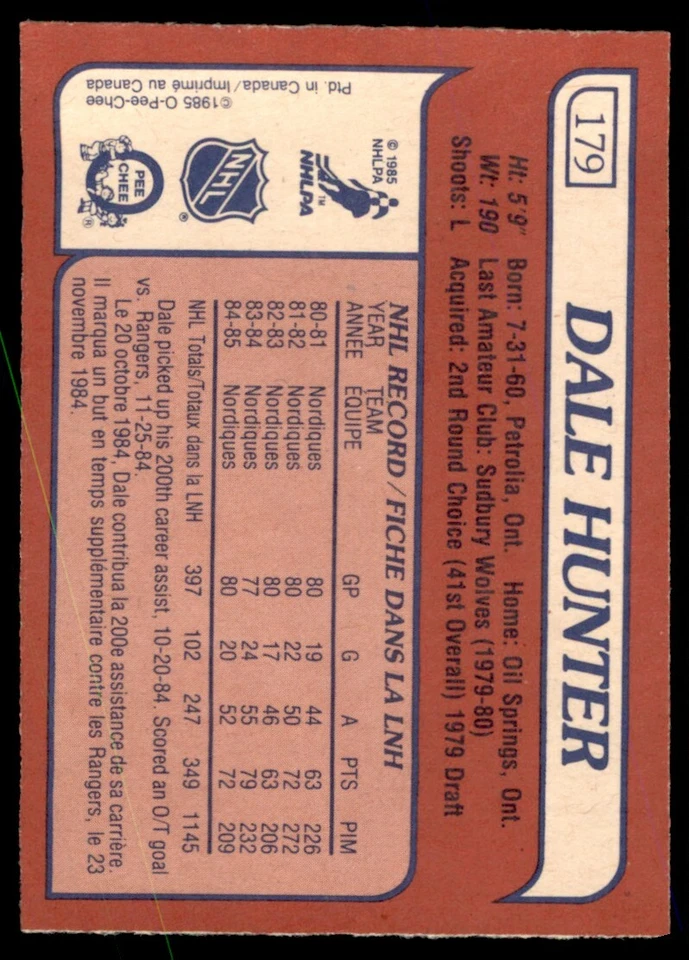 179
DALE HUNTER
Ht: 5'9" Born: 7-31-60, Petrolia, Ont. Home: Oil Springs, Ont.
Wt: 190 Last Amateur Club: Sudbury Wolves (1979-80)
Shoots: L Acquired: 2nd Round Choice (41st Overall) 1979 Draft
© 1985
NHLPA
NHLPA
TM
NHL
®
O
PEE
CHEE
©1985 O-Pee-Chee
Ptd. in Canada/Imprimé au Canada
NHL RECORD/FICHE DANS LA LNH
YEAR TEAM
ANNÉE ÉQUIPE GP G A PTS PIM
80-81 Nordiques 80 19 44 63 226
81-82 Nordiques 80 22 50 72 272
82-83 Nordiques 80 17 46 63 206
83-84 Nordiques 77 24 55 79 232
84-85 Nordiques 80 20 52 72 209
NHL Totals/Totaux dans la LNH 397 102 247 349 1145
Dale picked up his 200th career assist, 10-20-84. Scored an O/T goal
vs. Rangers, 11-25-84.
Le 20 octobre 1984, Dale contribua la 200e assistance de sa carrière.
Il marqua un but en temps supplémentaire contre les Rangers, le 23
novembre 1984.